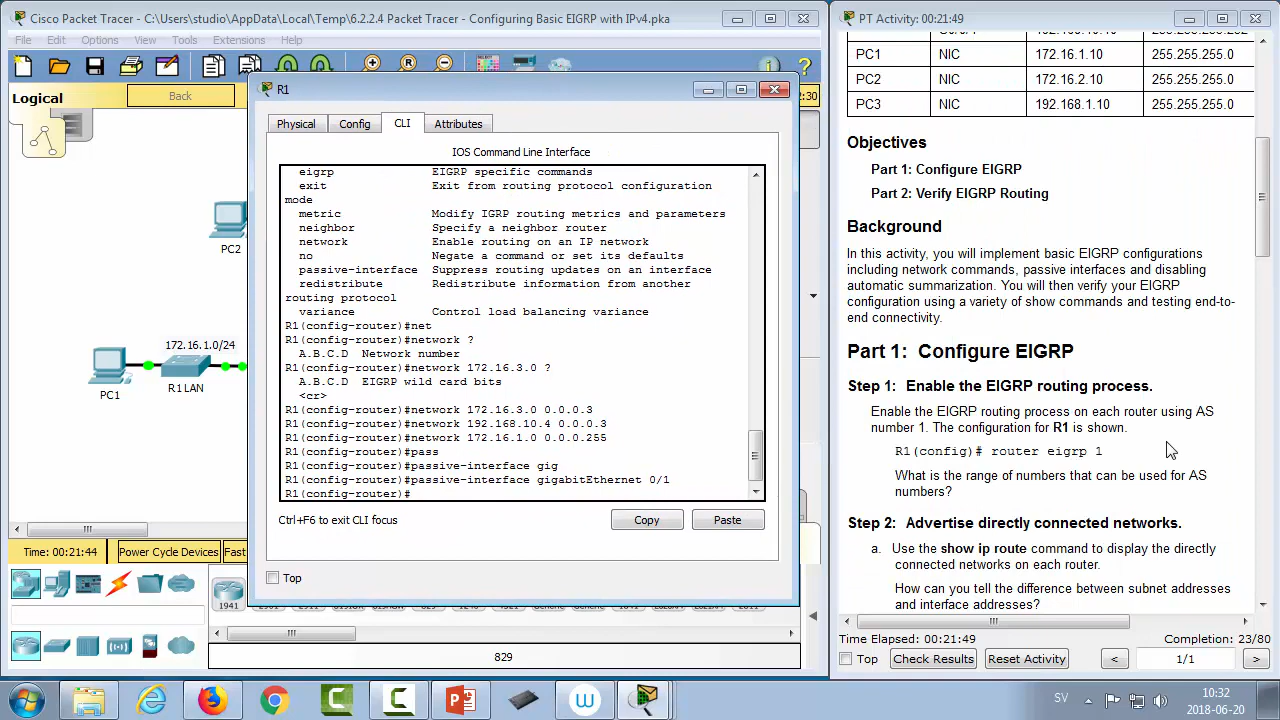 Cisco Packet Tracer - C:\Users\studio\AppData\Local\Temp\6.2.2.4 Packet Tracer - Configuring Basic EIGRP with IPv4.pka
File Edit Options View Tools Extensions Help
Logical
Back
2:30
PC2
172.16.1.0/24
PC1
R1 LAN
Time: 00:21:44
Power Cycle Devices
Fast
1941
829
R1
Physical Config CLI Attributes
IOS Command Line Interface
eigrp EIGRP specific commands
exit Exit from routing protocol configuration
mode
metric Modify IGRP routing metrics and parameters
neighbor Specify a neighbor router
network Enable routing on an IP network
no Negate a command or set its defaults
passive-interface Suppress routing updates on an interface
redistribute Redistribute information from another
routing protocol
variance Control load balancing variance
R1(config-router)#net
R1(config-router)#network ?
A.B.C.D Network number
R1(config-router)#network 172.16.3.0 ?
A.B.C.D EIGRP wild card bits
<cr>
R1(config-router)#network 172.16.3.0 0.0.0.3
R1(config-router)#network 192.168.10.4 0.0.0.3
R1(config-router)#network 172.16.1.0 0.0.0.255
R1(config-router)#pass
R1(config-router)#passive-interface gig
R1(config-router)#passive-interface gigabitEthernet 0/1
R1(config-router)#
Ctrl+F6 to exit CLI focus
Copy
Paste
Top
PT Activity: 00:21:49
PC1 NIC 172.16.1.10 255.255.255.0
PC2 NIC 172.16.2.10 255.255.255.0
PC3 NIC 192.168.1.10 255.255.255.0
Objectives
Part 1: Configure EIGRP
Part 2: Verify EIGRP Routing
Background
In this activity, you will implement basic EIGRP configurations
including network commands, passive interfaces and disabling
automatic summarization. You will then verify your EIGRP
configuration using a variety of show commands and testing end-to-
end connectivity.
Part 1: Configure EIGRP
Step 1: Enable the EIGRP routing process.
Enable the EIGRP routing process on each router using AS
number 1. The configuration for R1 is shown.
R1(config)# router eigrp 1
What is the range of numbers that can be used for AS
numbers?
Step 2: Advertise directly connected networks.
a. Use the show ip route command to display the directly
connected networks on each router.
How can you tell the difference between subnet addresses
and interface addresses?
Time Elapsed: 00:21:49
Completion: 23/80
Top
Check Results
Reset Activity
<
1/1
>
SV
10:32
2018-06-20